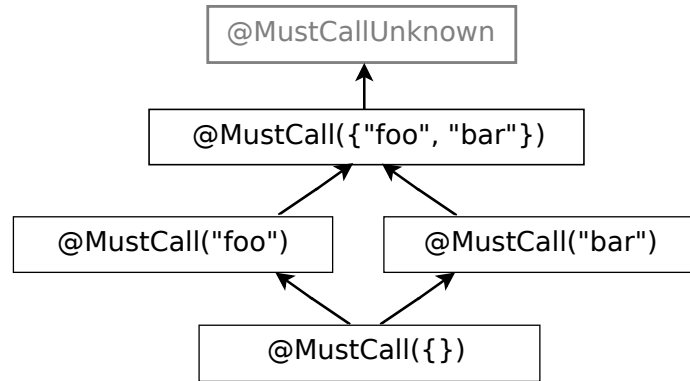 @MustCallUnknown
@MustCall({"foo", "bar"})
@MustCall("foo")
@MustCall("bar")
@MustCall({})